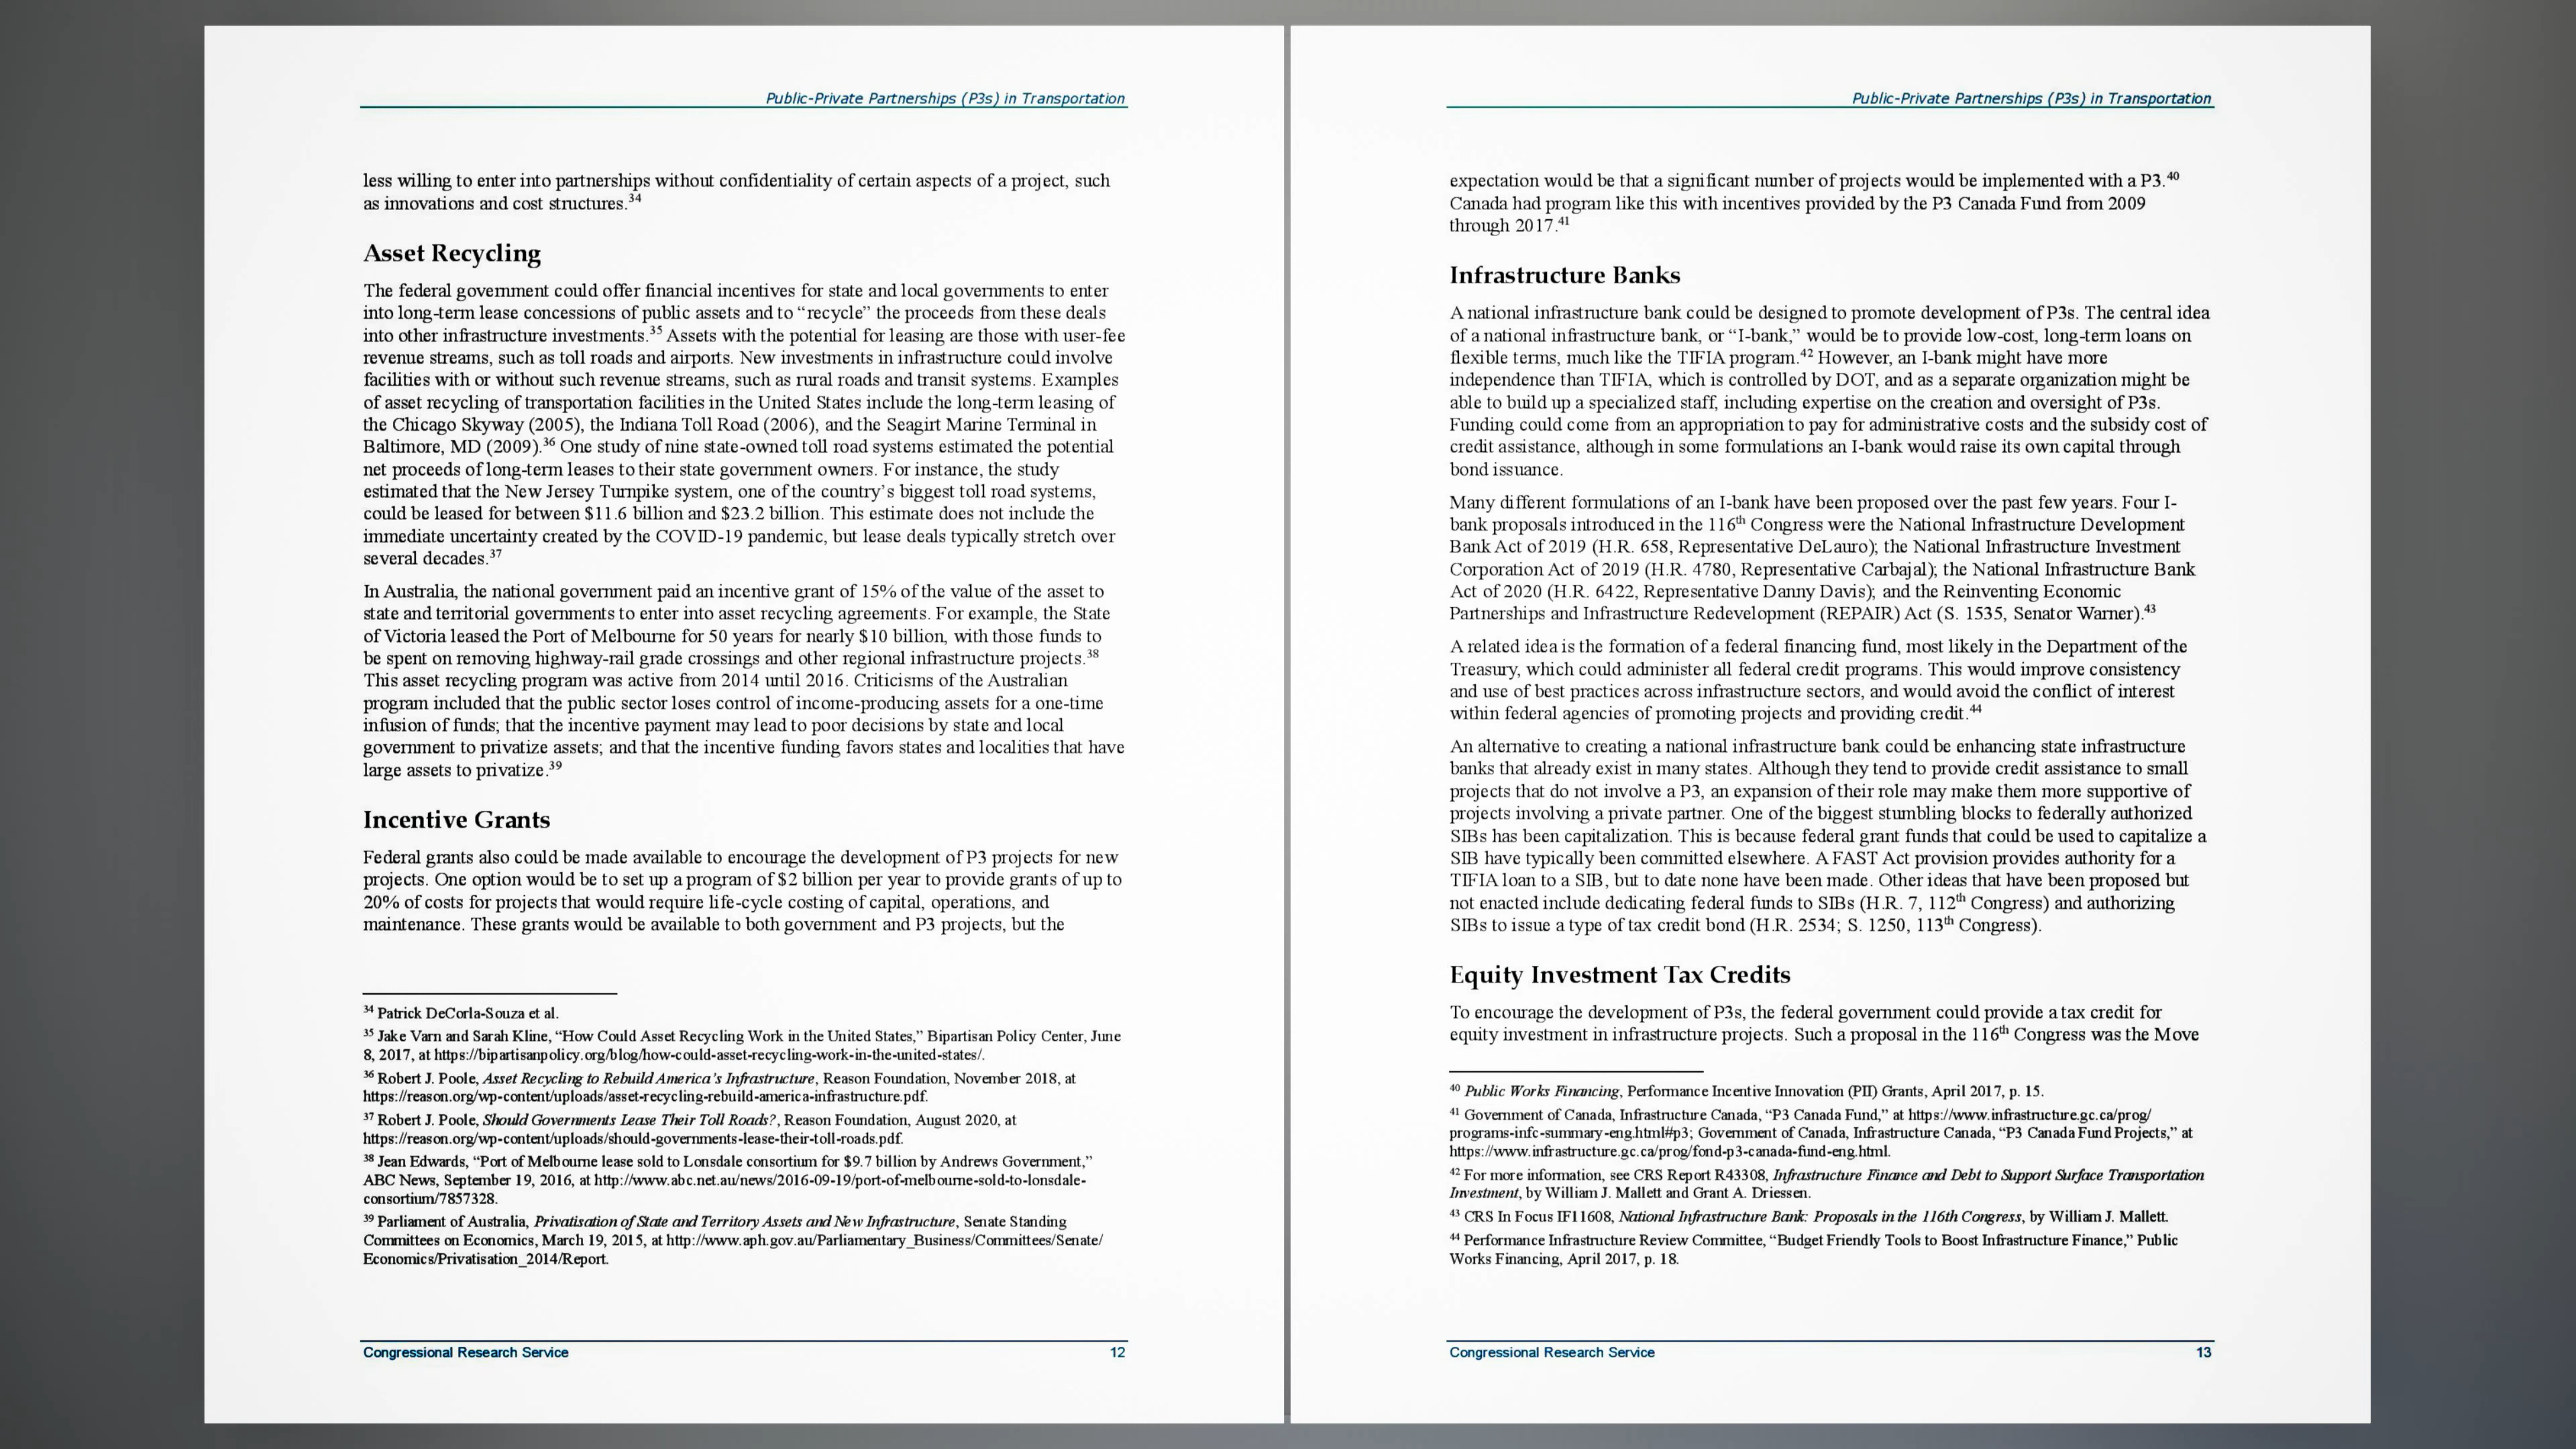 Public-Private Partnerships (P3s) in Transportation
less willing to enter into partnerships without confidentiality of certain aspects of a project, such
as innovations and cost structures.34
Asset Recycling
The federal government could offer financial incentives for state and local governments to enter
into long-term lease concessions of public assets and to “recycle” the proceeds from these deals
into other infrastructure investments.35 Assets with the potential for leasing are those with user-fee
revenue streams, such as toll roads and airports. New investments in infrastructure could involve
facilities with or without such revenue streams, such as rural roads and transit systems. Examples
of asset recycling of transportation facilities in the United States include the long-term leasing of
the Chicago Skyway (2005), the Indiana Toll Road (2006), and the Seagirt Marine Terminal in
Baltimore, MD (2009).36 One study of nine state-owned toll road systems estimated the potential
net proceeds of long-term leases to their state government owners. For instance, the study
estimated that the New Jersey Turnpike system, one of the country’s biggest toll road systems,
could be leased for between $11.6 billion and $23.2 billion. This estimate does not include the
immediate uncertainty created by the COVID-19 pandemic, but lease deals typically stretch over
several decades.37
In Australia, the national government paid an incentive grant of 15% of the value of the asset to
state and territorial governments to enter into asset recycling agreements. For example, the State
of Victoria leased the Port of Melbourne for 50 years for nearly $10 billion, with those funds to
be spent on removing highway-rail grade crossings and other regional infrastructure projects.38
This asset recycling program was active from 2014 until 2016. Criticisms of the Australian
program included that the public sector loses control of income-producing assets for a one-time
infusion of funds; that the incentive payment may lead to poor decisions by state and local
government to privatize assets; and that the incentive funding favors states and localities that have
large assets to privatize.39
Incentive Grants
Federal grants also could be made available to encourage the development of P3 projects for new
projects. One option would be to set up a program of $2 billion per year to provide grants of up to
20% of costs for projects that would require life-cycle costing of capital, operations, and
maintenance. These grants would be available to both government and P3 projects, but the
34 Patrick DeCorla-Souza et al.
35 Jake Varn and Sarah Kline, “How Could Asset Recycling Work in the United States,” Bipartisan Policy Center, June
8, 2017, at https://bipartisanpolicy.org/blog/how-could-asset-recycling-work-in-the-united-states/.
36 Robert J. Poole, Asset Recycling to Rebuild America’s Infrastructure, Reason Foundation, November 2018, at
https://reason.org/wp-content/uploads/asset-recycling-rebuild-america-infrastructure.pdf.
37 Robert J. Poole, Should Governments Lease Their Toll Roads?, Reason Foundation, August 2020, at
https://reason.org/wp-content/uploads/should-governments-lease-their-toll-roads.pdf.
38 Jean Edwards, “Port of Melbourne lease sold to Lonsdale consortium for $9.7 billion by Andrews Government,”
ABC News, September 19, 2016, at http://www.abc.net.au/news/2016-09-19/port-of-melbourne-sold-to-lonsdale-
consortium/7857328.
39 Parliament of Australia, Privatisation of State and Territory Assets and New Infrastructure, Senate Standing
Committees on Economics, March 19, 2015, at http://www.aph.gov.au/Parliamentary_Business/Committees/Senate/
Economics/Privatisation_2014/Report.
Congressional Research Service 12
Public-Private Partnerships (P3s) in Transportation
expectation would be that a significant number of projects would be implemented with a P3.40
Canada had program like this with incentives provided by the P3 Canada Fund from 2009
through 2017.41
Infrastructure Banks
A national infrastructure bank could be designed to promote development of P3s. The central idea
of a national infrastructure bank, or “I-bank,” would be to provide low-cost, long-term loans on
flexible terms, much like the TIFIA program.42 However, an I-bank might have more
independence than TIFIA, which is controlled by DOT, and as a separate organization might be
able to build up a specialized staff, including expertise on the creation and oversight of P3s.
Funding could come from an appropriation to pay for administrative costs and the subsidy cost of
credit assistance, although in some formulations an I-bank would raise its own capital through
bond issuance.
Many different formulations of an I-bank have been proposed over the past few years. Four I-
bank proposals introduced in the 116th Congress were the National Infrastructure Development
Bank Act of 2019 (H.R. 658, Representative DeLauro); the National Infrastructure Investment
Corporation Act of 2019 (H.R. 4780, Representative Carbajal); the National Infrastructure Bank
Act of 2020 (H.R. 6422, Representative Danny Davis); and the Reinventing Economic
Partnerships and Infrastructure Redevelopment (REPAIR) Act (S. 1535, Senator Warner).43
A related idea is the formation of a federal financing fund, most likely in the Department of the
Treasury, which could administer all federal credit programs. This would improve consistency
and use of best practices across infrastructure sectors, and would avoid the conflict of interest
within federal agencies of promoting projects and providing credit.44
An alternative to creating a national infrastructure bank could be enhancing state infrastructure
banks that already exist in many states. Although they tend to provide credit assistance to small
projects that do not involve a P3, an expansion of their role may make them more supportive of
projects involving a private partner. One of the biggest stumbling blocks to federally authorized
SIBs has been capitalization. This is because federal grant funds that could be used to capitalize a
SIB have typically been committed elsewhere. A FAST Act provision provides authority for a
TIFIA loan to a SIB, but to date none have been made. Other ideas that have been proposed but
not enacted include dedicating federal funds to SIBs (H.R. 7, 112th Congress) and authorizing
SIBs to issue a type of tax credit bond (H.R. 2534; S. 1250, 113th Congress).
Equity Investment Tax Credits
To encourage the development of P3s, the federal government could provide a tax credit for
equity investment in infrastructure projects. Such a proposal in the 116th Congress was the Move
40 Public Works Financing, Performance Incentive Innovation (PII) Grants, April 2017, p. 15.
41 Government of Canada, Infrastructure Canada, “P3 Canada Fund,” at https://www.infrastructure.gc.ca/prog/
programs-infc-summary-eng.html#p3; Government of Canada, Infrastructure Canada, “P3 Canada Fund Projects,” at
https://www.infrastructure.gc.ca/prog/fond-p3-canada-fund-eng.html.
42 For more information, see CRS Report R43308, Infrastructure Finance and Debt to Support Surface Transportation
Investment, by William J. Mallett and Grant A. Driessen.
43 CRS In Focus IF11608, National Infrastructure Bank: Proposals in the 116th Congress, by William J. Mallett.
44 Performance Infrastructure Review Committee, “Budget Friendly Tools to Boost Infrastructure Finance,” Public
Works Financing, April 2017, p. 18.
Congressional Research Service 13